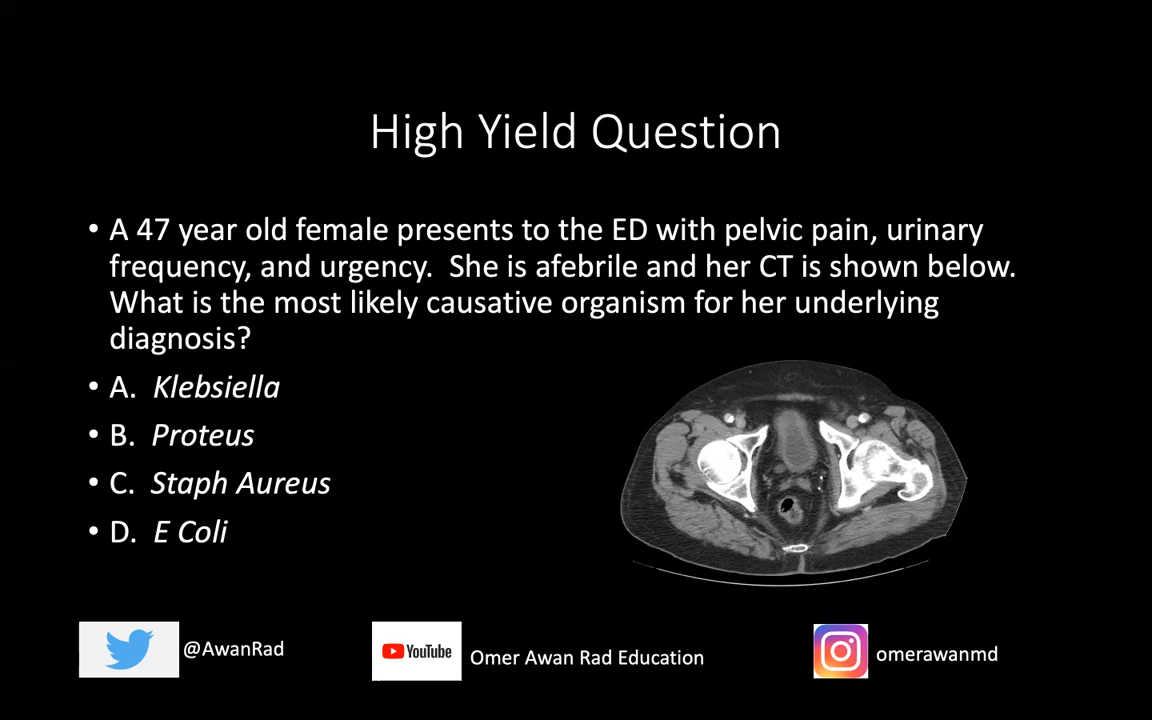 High Yield Question
• A 47 year old female presents to the ED with pelvic pain, urinary
frequency, and urgency. She is afebrile and her CT is shown below.
What is the most likely causative organism for her underlying
diagnosis?
• A. Klebsiella
• B. Proteus
• C. Staph Aureus
• D. E Coli
@AwanRad
YouTube
Omer Awan Rad Education
omerawanmd